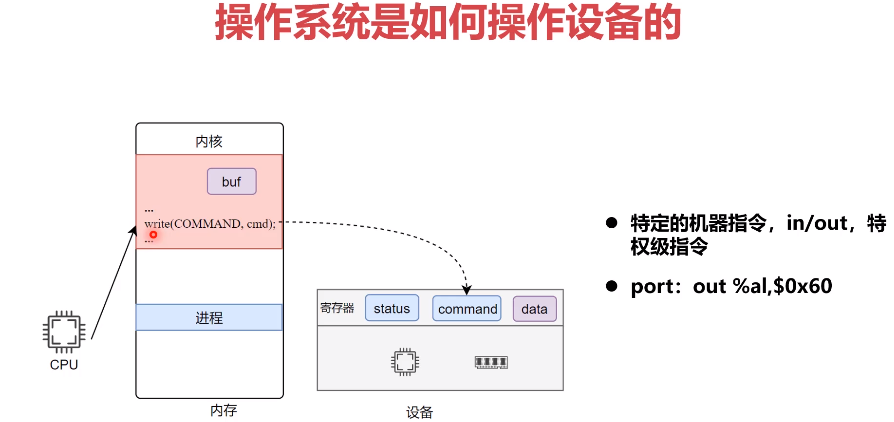 操作系统是如何操作设备的
内核
buf
...
write(COMMAND, cmd);
...
进程
CPU
内存
寄存器
status
command
data
设备
特定的机器指令，in/out，特
权级指令
port：out %al,$0x60